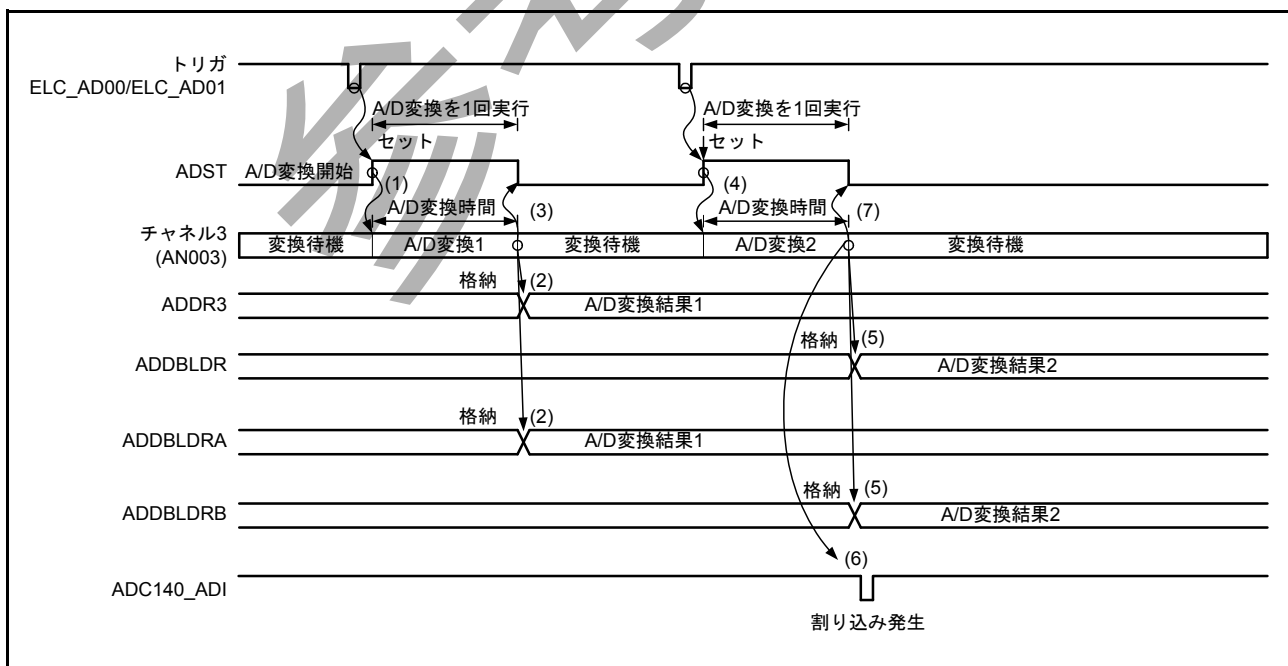 トリガ
ELC_AD00/ELC_AD01
A/D変換を1回実行
A/D変換を1回実行
セット
セット
ADST
A/D変換開始
(1)
(4)
A/D変換時間
(3)
A/D変換時間
(7)
チャネル3
(AN003)
変換待機
A/D変換1
変換待機
A/D変換2
変換待機
格納
(2)
ADDR3
A/D変換結果1
格納
(5)
ADDBLDR
A/D変換結果2
格納
(2)
ADDBLDRA
A/D変換結果1
格納
(5)
ADDBLDRB
A/D変換結果2
(6)
ADC140_ADI
割り込み発生